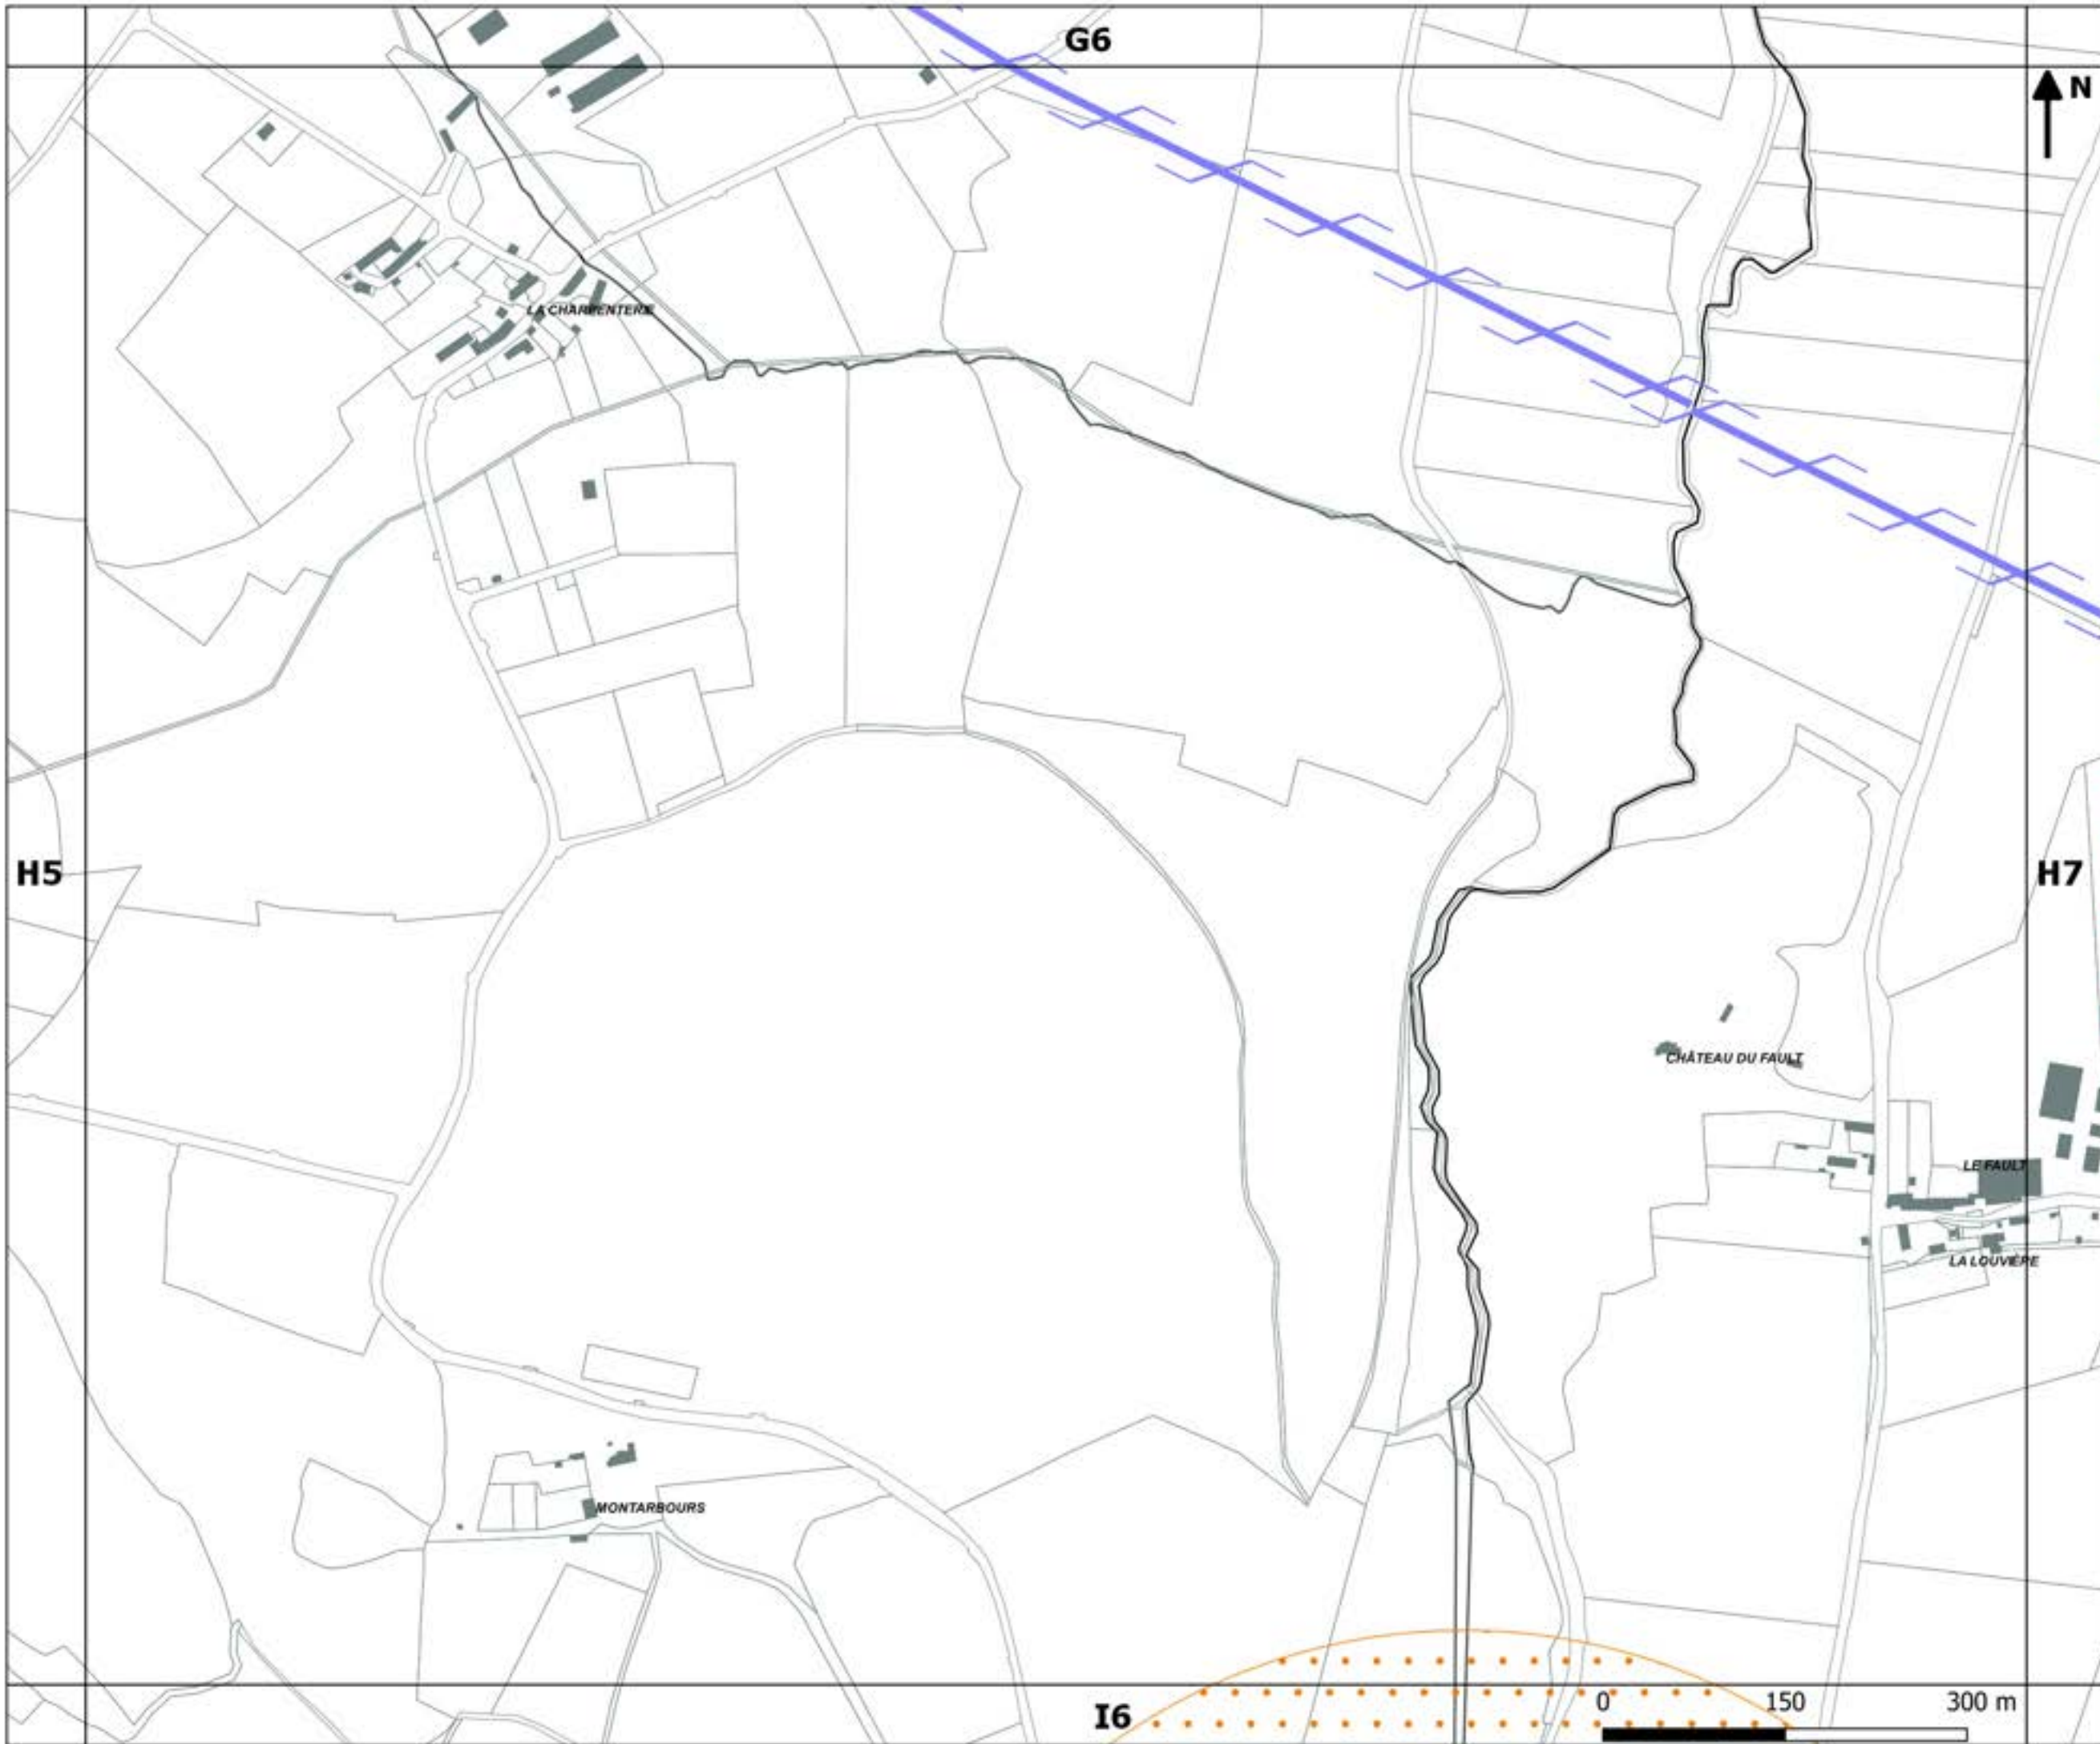 G6
N
LA CHARPENTERIE
H5
H7
CHÂTEAU DU FAULT
LE FAULT
LA LOUVIÈRE
MONTARBOURS
I6
0 150 300 m